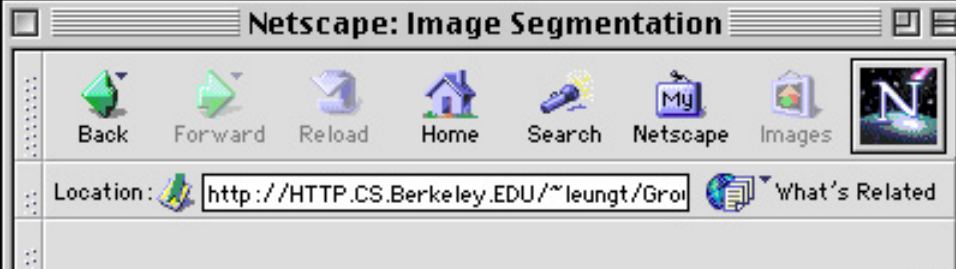 Netscape: Image Segmentation
My N
Back Forward Reload Home Search Netscape Images
Location: http://HTTP.CS.Berkeley.EDU/~leungt/Grou What's Related